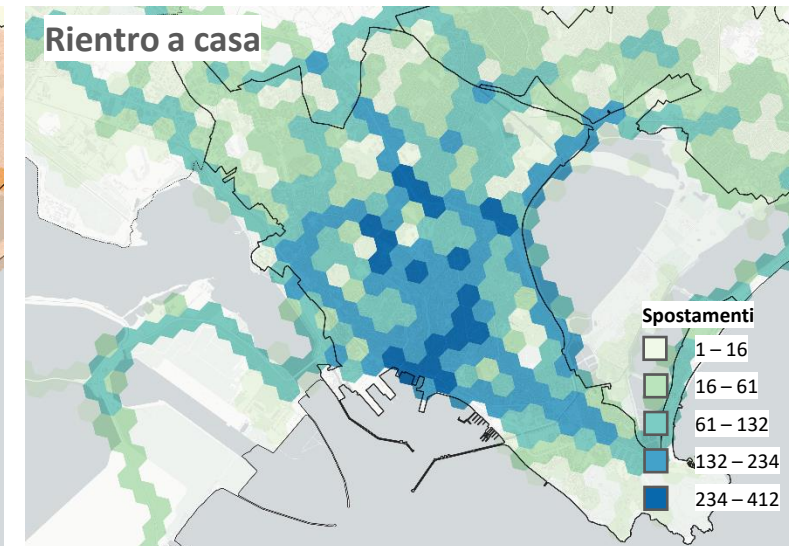 Rientro a casa
Spostamenti
1 – 16
16 – 61
61 – 132
132 – 234
234 – 412